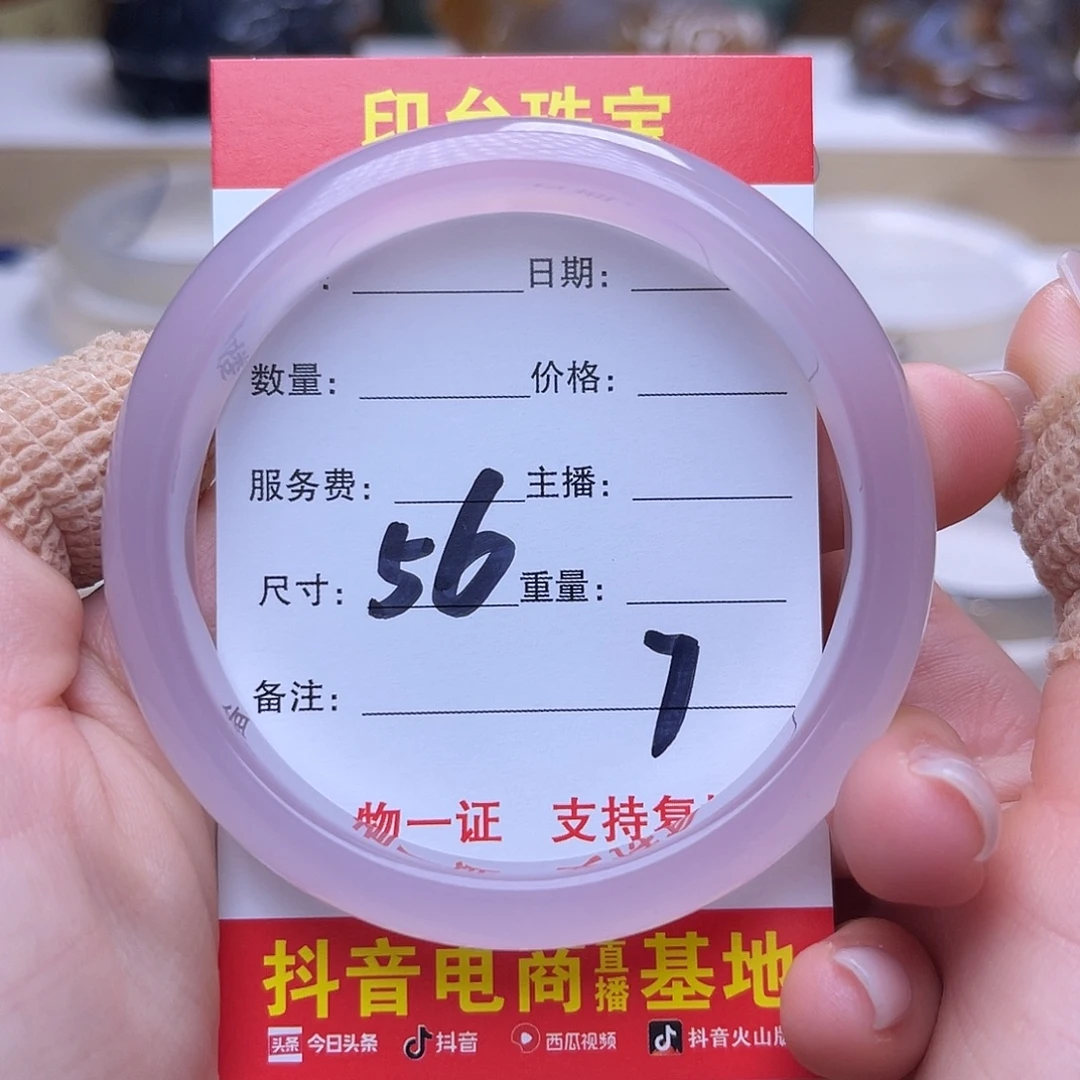 印台珠宝
日期：
数量： 价格：
服务费： 主播：
尺寸：56 重量：
7
备注：
物一证 支持复
抖音电商直播基地
头条 今日头条 抖音 西瓜视频 抖音火山版